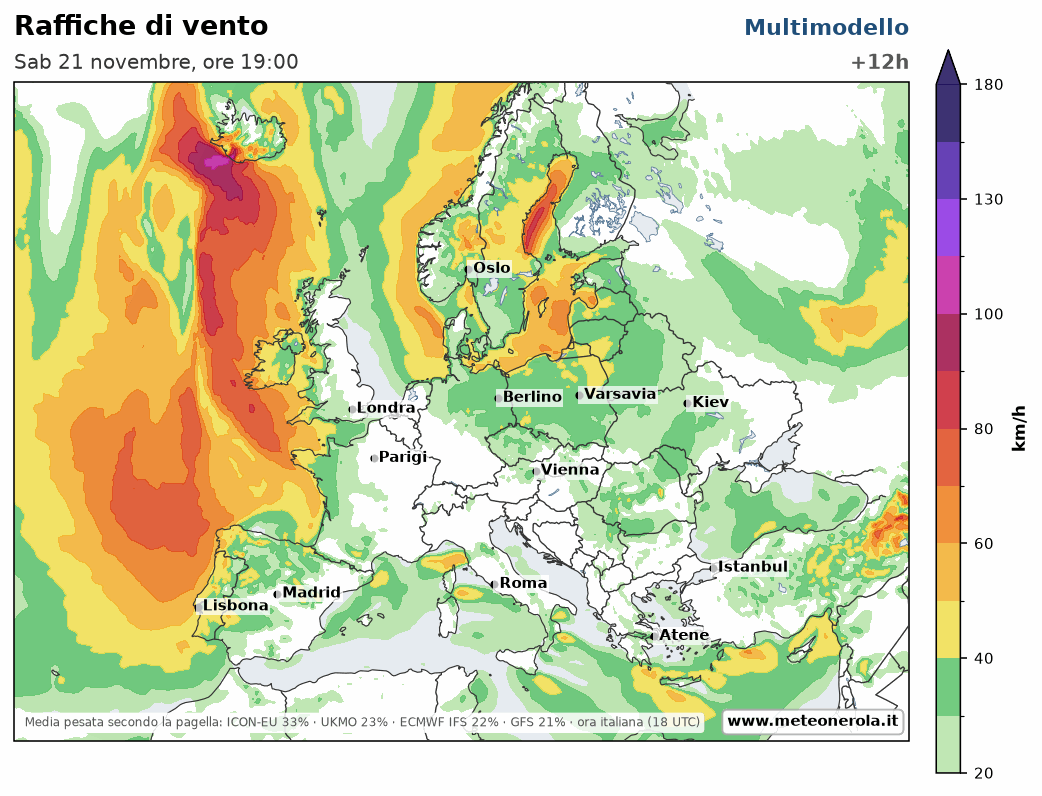 Raffiche di vento
Multimodello
Sab 21 novembre, ore 19:00
+12h
180
130
100
80
60
40
20
km/h
Oslo
Berlino
Varsavia
Kiev
Londra
Parigi
Vienna
Istanbul
Roma
Madrid
Lisbona
Atene
Media pesata secondo la pagella: ICON-EU 33% · UKMO 23% · ECMWF IFS 22% · GFS 21% · ora italiana (18 UTC)
www.meteonerola.it